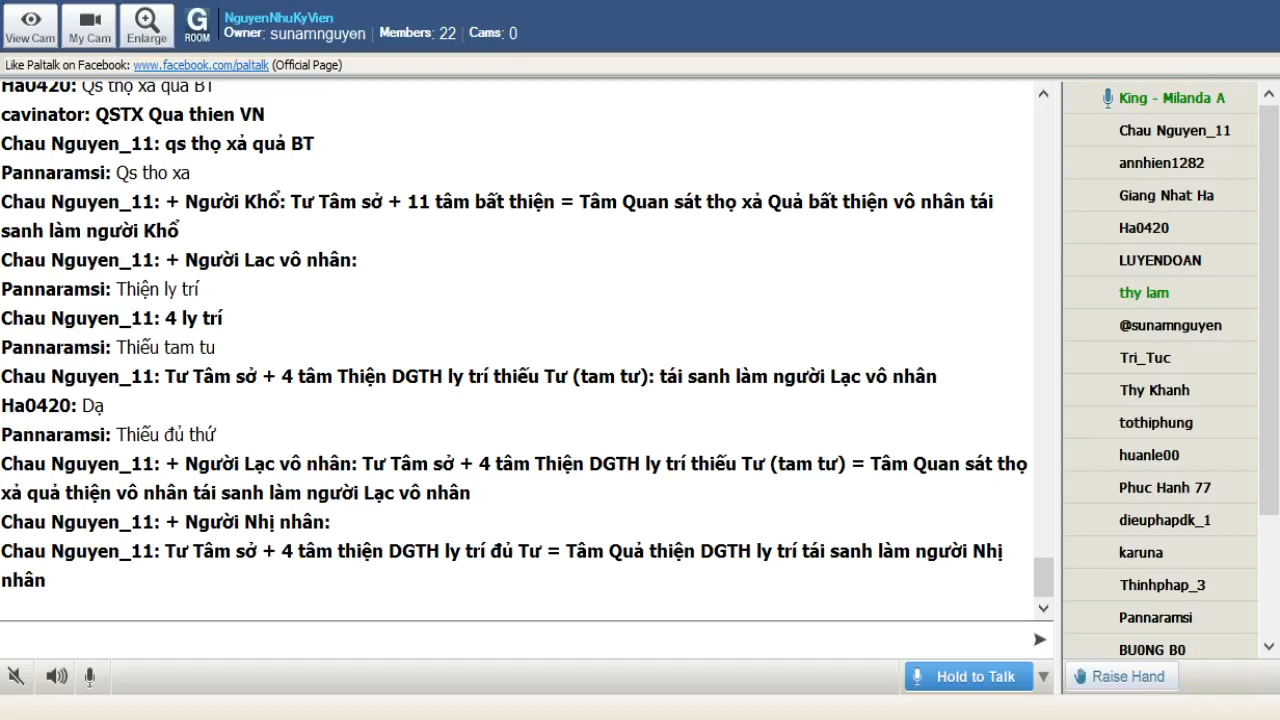 View Cam
My Cam
Enlarge
G
ROOM
NguyenNhuKyVien
Owner: sunamnguyen | Members: 22 | Cams: 0
Like Paltalk on Facebook: www.facebook.com/paltalk (Official Page)
Ha0420: Qs thọ xả quả BT
cavinator: QSTX Qua thien VN
Chau Nguyen_11: qs thọ xả quả BT
Pannaramsi: Qs tho xa
Chau Nguyen_11: + Người Khổ: Tư Tâm sở + 11 tâm bất thiện = Tâm Quan sát thọ xả Quả bất thiện vô nhân tái
sanh làm người Khổ
Chau Nguyen_11: + Người Lac vô nhân:
Pannaramsi: Thiện ly trí
Chau Nguyen_11: 4 ly trí
Pannaramsi: Thiếu tam tu
Chau Nguyen_11: Tư Tâm sở + 4 tâm Thiện DGTH ly trí thiếu Tư (tam tư): tái sanh làm người Lạc vô nhân
Ha0420: Dạ
Pannaramsi: Thiếu đủ thứ
Chau Nguyen_11: + Người Lạc vô nhân: Tư Tâm sở + 4 tâm Thiện DGTH ly trí thiếu Tư (tam tư) = Tâm Quan sát thọ
xả quả thiện vô nhân tái sanh làm người Lạc vô nhân
Chau Nguyen_11: + Người Nhị nhân:
Chau Nguyen_11: Tư Tâm sở + 4 tâm thiện DGTH ly trí đủ Tư = Tâm Quả thiện DGTH ly trí tái sanh làm người Nhị
nhân
King - Milanda A
Chau Nguyen_11
annhien1282
Giang Nhat Ha
Ha0420
LUYENDOAN
thy lam
@sunamnguyen
Tri_Tuc
Thy Khanh
tothiphung
huanle00
Phuc Hanh 77
dieuphapdk_1
karuna
Thinhphap_3
Pannaramsi
BU0NG B0
Hold to Talk
Raise Hand